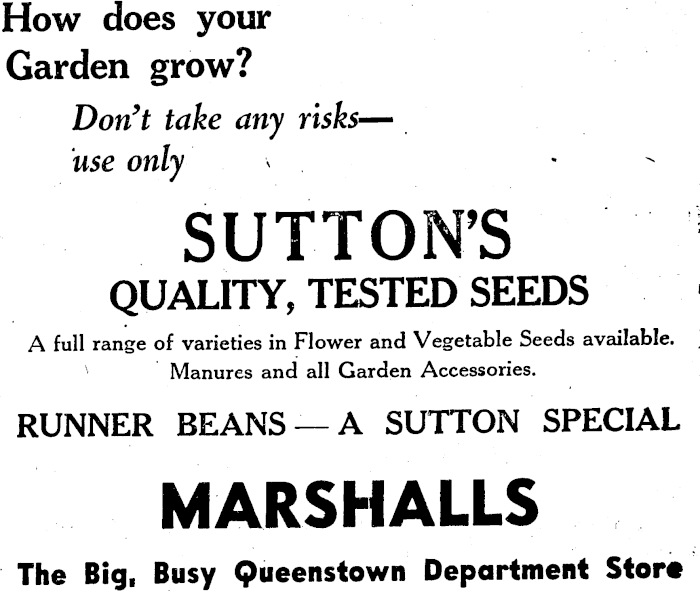 How does your
Garden grow?
Don't take any risks—
use only
SUTTON'S
QUALITY, TESTED SEEDS
A full range of varieties in Flower and Vegetable Seeds available.
Manures and all Garden Accessories.
RUNNER BEANS — A SUTTON SPECIAL
MARSHALLS
The Big, Busy Queenstown Department Store